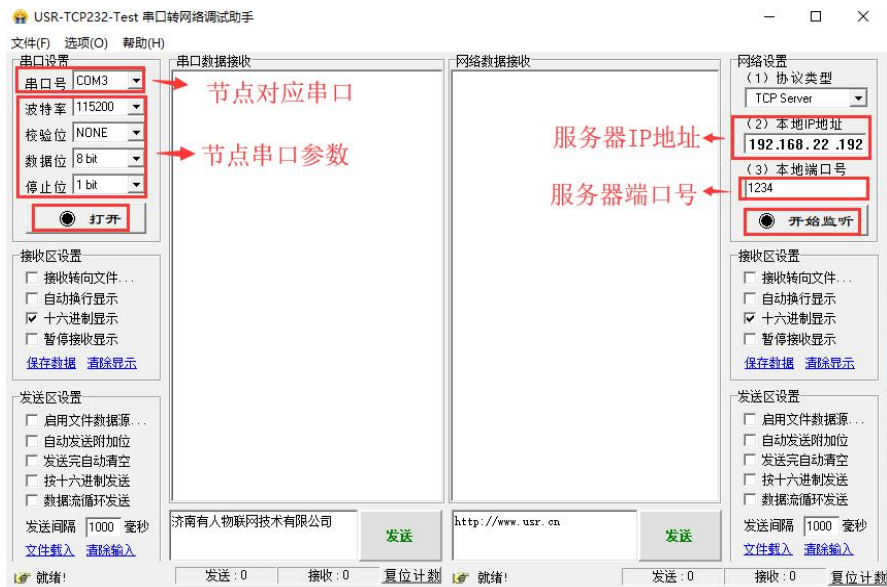 USR-TCP232-Test 串口转网络调试助手
文件(F) 选项(O) 帮助(H)
串口设置
串口号 COM3
波特率 115200
校验位 NONE
数据位 8 bit
停止位 1 bit
打开
接收区设置
接收转向文件...
自动换行显示
十六进制显示
暂停接收显示
保存数据 清除显示
发送区设置
启用文件数据源...
自动发送附加位
发送完自动清空
按十六进制发送
数据流循环发送
发送间隔 1000 毫秒
文件载入 清除输入
就绪!
串口数据接收
节点对应串口
节点串口参数
济南有人物联网技术有限公司
发送
发送 : 0 接收 : 0 复位计数
网络数据接收
服务器IP地址
服务器端口号
http://www.usr.cn
发送
就绪!
发送 : 0 接收 : 0 复位计数
网络设置
(1) 协议类型
TCP Server
(2) 本地IP地址
192.168.22 .192
(3) 本地端口号
1234
开始监听
接收区设置
接收转向文件...
自动换行显示
十六进制显示
暂停接收显示
保存数据 清除显示
发送区设置
启用文件数据源...
自动发送附加位
发送完自动清空
按十六进制发送
数据流循环发送
发送间隔 1000 毫秒
文件载入 清除输入